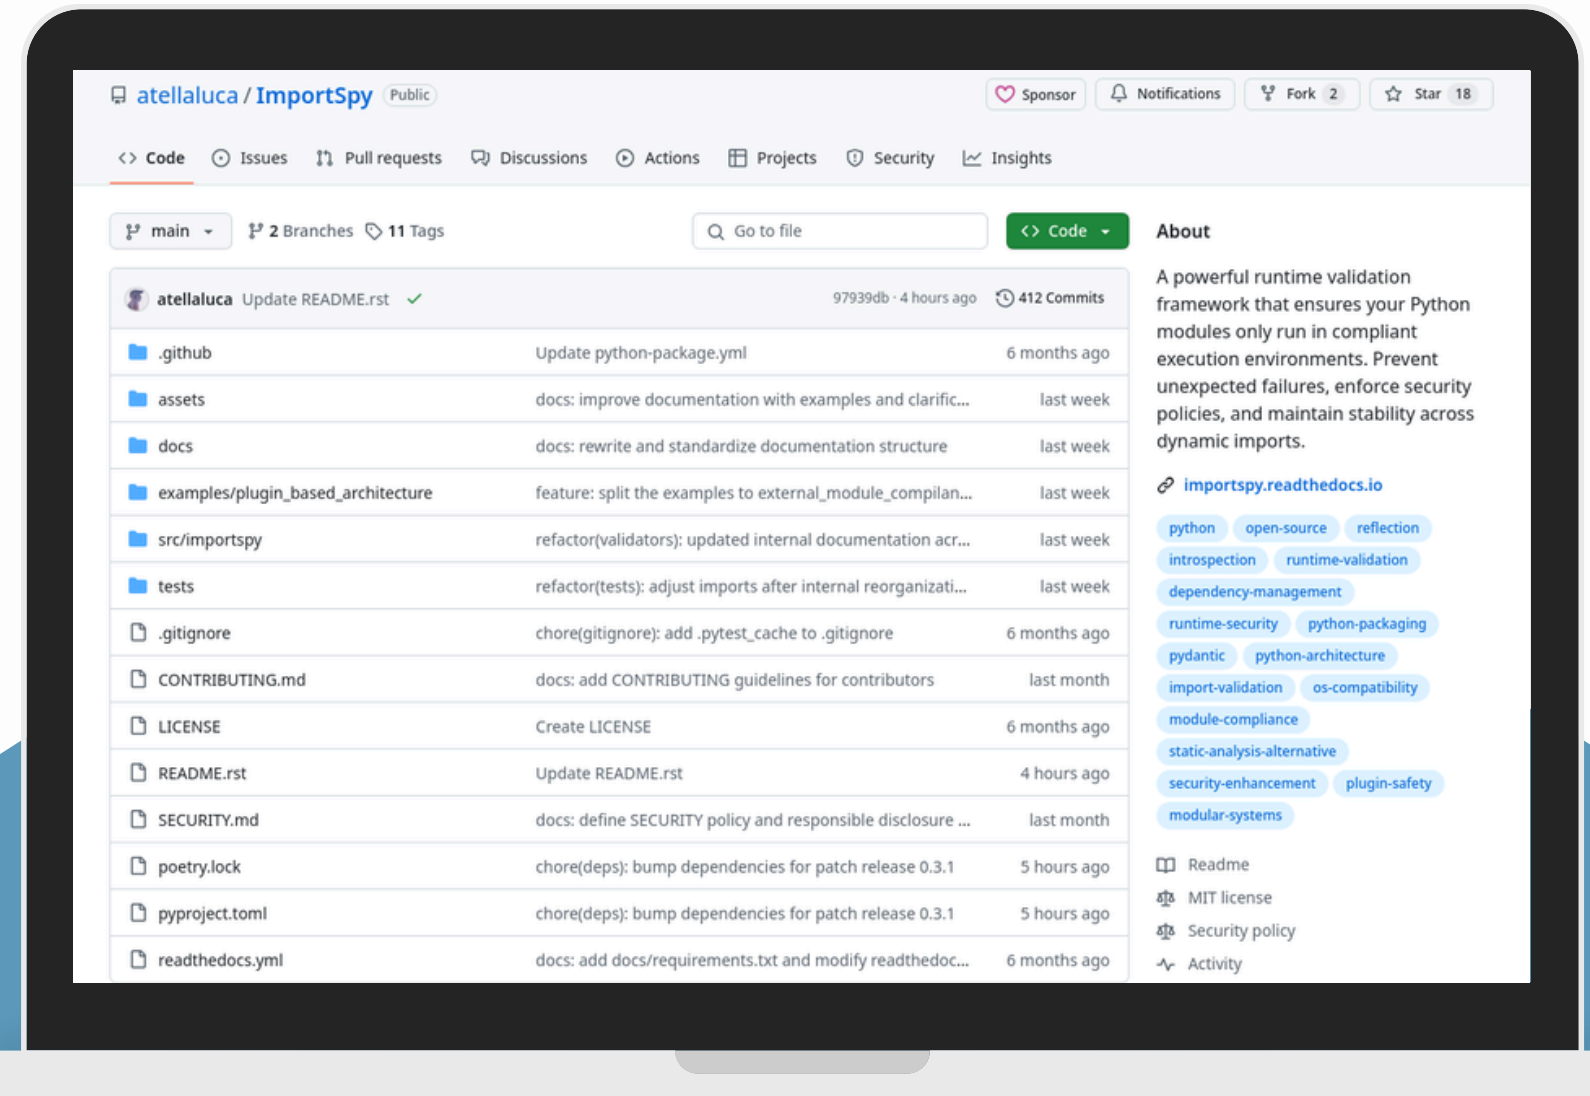 atellaluca / ImportSpy Public
Sponsor Notifications Fork 2 Star 18
Code Issues Pull requests Discussions Actions Projects Security Insights
main 2 Branches 11 Tags Go to file Code
atellaluca Update README.rst 97939db · 4 hours ago 412 Commits
.github Update python-package.yml 6 months ago
assets docs: improve documentation with examples and clarific... last week
docs docs: rewrite and standardize documentation structure last week
examples/plugin_based_architecture feature: split the examples to external_module_compilan... last week
src/importspy refactor(validators): updated internal documentation acr... last week
tests refactor(tests): adjust imports after internal reorganizati... last week
.gitignore chore(gitignore): add .pytest_cache to .gitignore 6 months ago
CONTRIBUTING.md docs: add CONTRIBUTING guidelines for contributors last month
LICENSE Create LICENSE 6 months ago
README.rst Update README.rst 4 hours ago
SECURITY.md docs: define SECURITY policy and responsible disclosure ... last month
poetry.lock chore(deps): bump dependencies for patch release 0.3.1 5 hours ago
pyproject.toml chore(deps): bump dependencies for patch release 0.3.1 5 hours ago
readthedocs.yml docs: add docs/requirements.txt and modify readthedoc... 6 months ago
About
A powerful runtime validation
framework that ensures your Python
modules only run in compliant
execution environments. Prevent
unexpected failures, enforce security
policies, and maintain stability across
dynamic imports.
importspy.readthedocs.io
python open-source reflection
introspection runtime-validation
dependency-management
runtime-security python-packaging
pydantic python-architecture
import-validation os-compatibility
module-compliance
static-analysis-alternative
security-enhancement plugin-safety
modular-systems
Readme
MIT license
Security policy
Activity